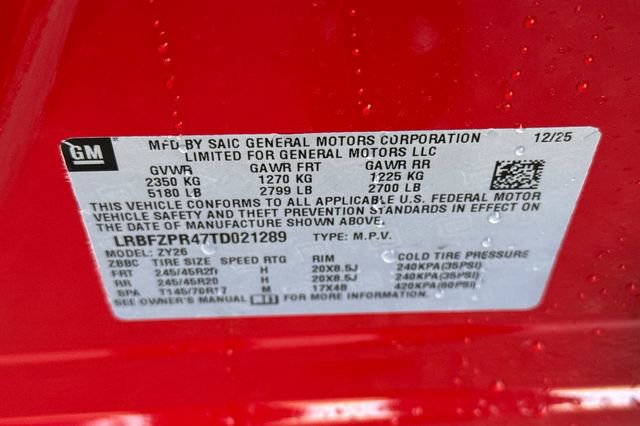 GM
MFD BY SAIC GENERAL MOTORS CORPORATION 12/25
LIMITED FOR GENERAL MOTORS LLC
GVWR GAWR FRT GAWR RR
2350 KG 1270 KG 1225 KG
5180 LB 2799 LB 2700 LB
THIS VEHICLE CONFORMS TO ALL APPLICABLE U.S. FEDERAL MOTOR
VEHICLE SAFETY AND THEFT PREVENTION STANDARDS IN EFFECT ON
THE DATE OF MANUFACTURE SHOWN ABOVE.
LRBFZPR47TD021289 TYPE: M.P.V.
MODEL: ZY26
ZBBC TIRE SIZE SPEED RTG RIM COLD TIRE PRESSURE
FRT 245/45R20 H 20X8.5J 240KPA(35PSI)
RR 245/45R20 H 20X8.5J 240KPA(35PSI)
SPA T145/70R17 M 17X4B 420KPA(60PSI)
SEE OWNER'S MANUAL FOR MORE INFORMATION.